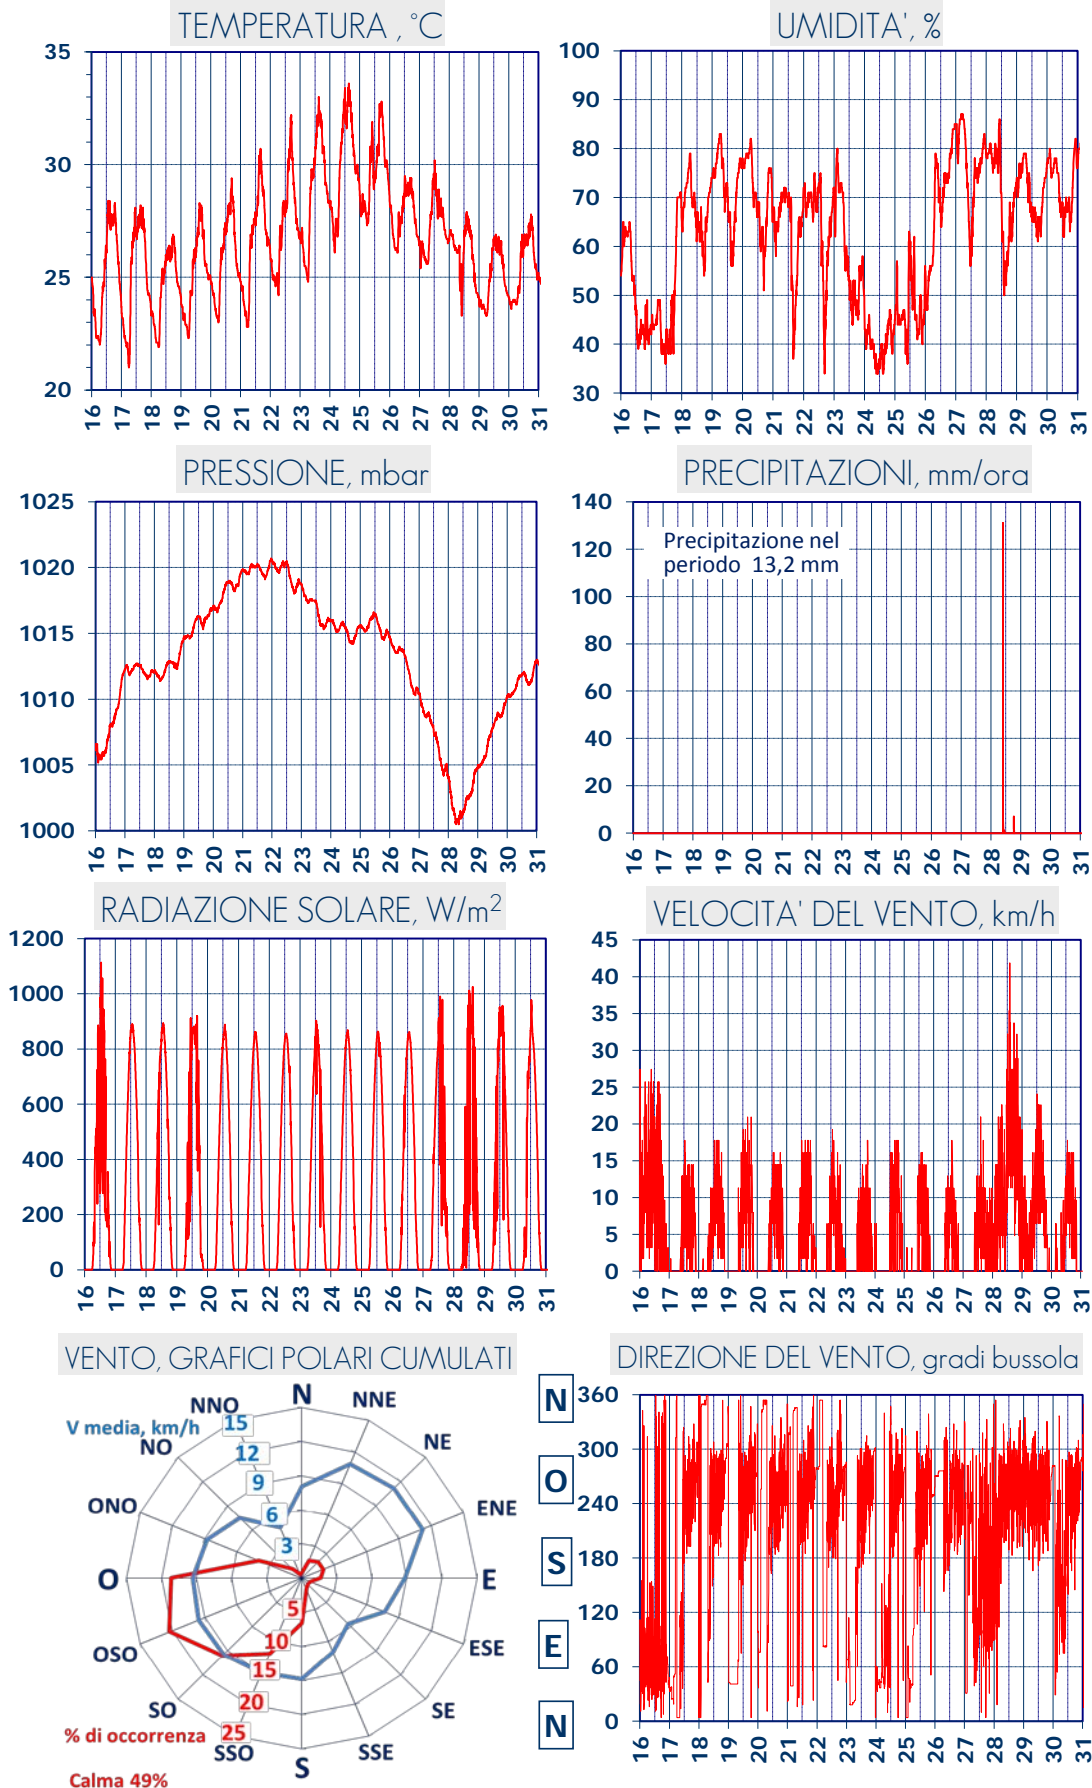 TEMPERATURA , °C
35
30
25
20
16 17 18 19 20 21 22 23 24 25 26 27 28 29 30 31
UMIDITA', %
100
90
80
70
60
50
40
30
16 17 18 19 20 21 22 23 24 25 26 27 28 29 30 31
PRESSIONE, mbar
1025
1020
1015
1010
1005
1000
16 17 18 19 20 21 22 23 24 25 26 27 28 29 30 31
PRECIPITAZIONI, mm/ora
140
120
100
80
60
40
20
0
Precipitazione nel
periodo 13,2 mm
16 17 18 19 20 21 22 23 24 25 26 27 28 29 30 31
RADIAZIONE SOLARE, W/m²
1200
1000
800
600
400
200
0
16 17 18 19 20 21 22 23 24 25 26 27 28 29 30 31
VELOCITA' DEL VENTO, km/h
45
40
35
30
25
20
15
10
5
0
16 17 18 19 20 21 22 23 24 25 26 27 28 29 30 31
VENTO, GRAFICI POLARI CUMULATI
V media, km/h
N
NNE
NE
ENE
E
ESE
SE
SSE
S
SSO
SO
OSO
O
ONO
NO
NNO
15
12
9
6
3
5
10
15
20
25
% di occorrenza
Calma 49%
DIREZIONE DEL VENTO, gradi bussola
N
O
S
E
N
360
300
240
180
120
60
0
16 17 18 19 20 21 22 23 24 25 26 27 28 29 30 31